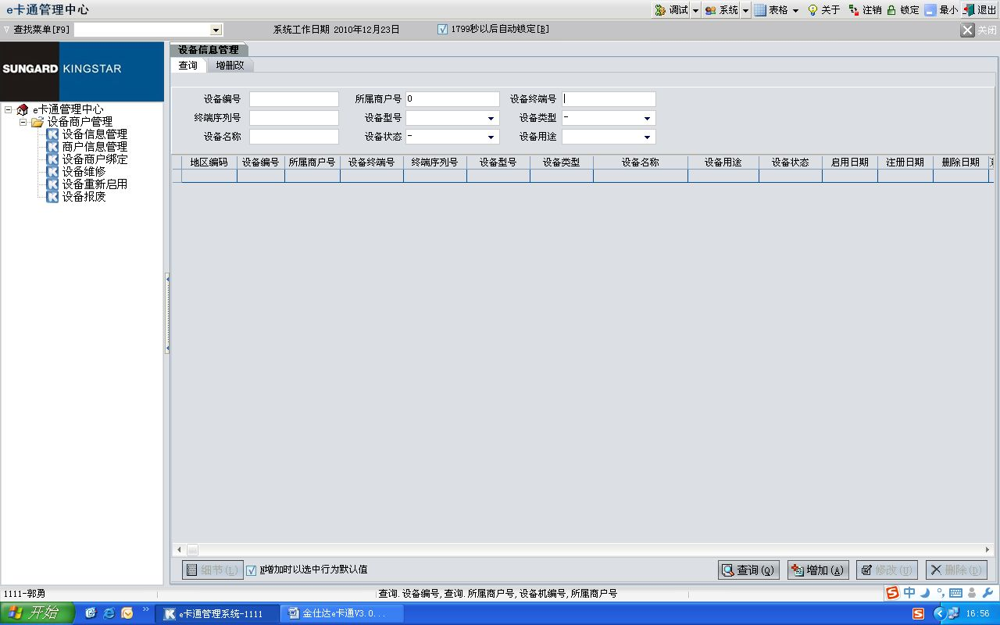 e卡通管理中心 调试 系统 表格 关于 注销 锁定 最小 退出
查找菜单[F9] 系统工作日期 2010年12月23日 1799秒以后自动锁定[B] 关闭
SUNGARD KINGSTAR
e卡通管理中心
设备商户管理
设备信息管理
商户信息管理
设备商户绑定
设备维修
设备重新启用
设备报废
设备信息管理
查询 增册改
设备编号 所属商户号 0 设备终端号
终端序列号 设备型号 设备类型 -
设备名称 设备状态 - 设备用途
地区编码 设备编号 所属商户号 设备终端号 终端序列号 设备型号 设备类型 设备名称 设备用途 设备状态 启用日期 注册日期 删除日期
细节(L) N增加时以选中行为默认值 查询(Q) 增加(A) 修改(U) 删除(D)
1111-郭勇 查询.设备编号,查询.所属商户号,设备机编号,所属商户号 中
开始 e卡通管理系统-1111 金仕达e卡通V3.0... 16:56